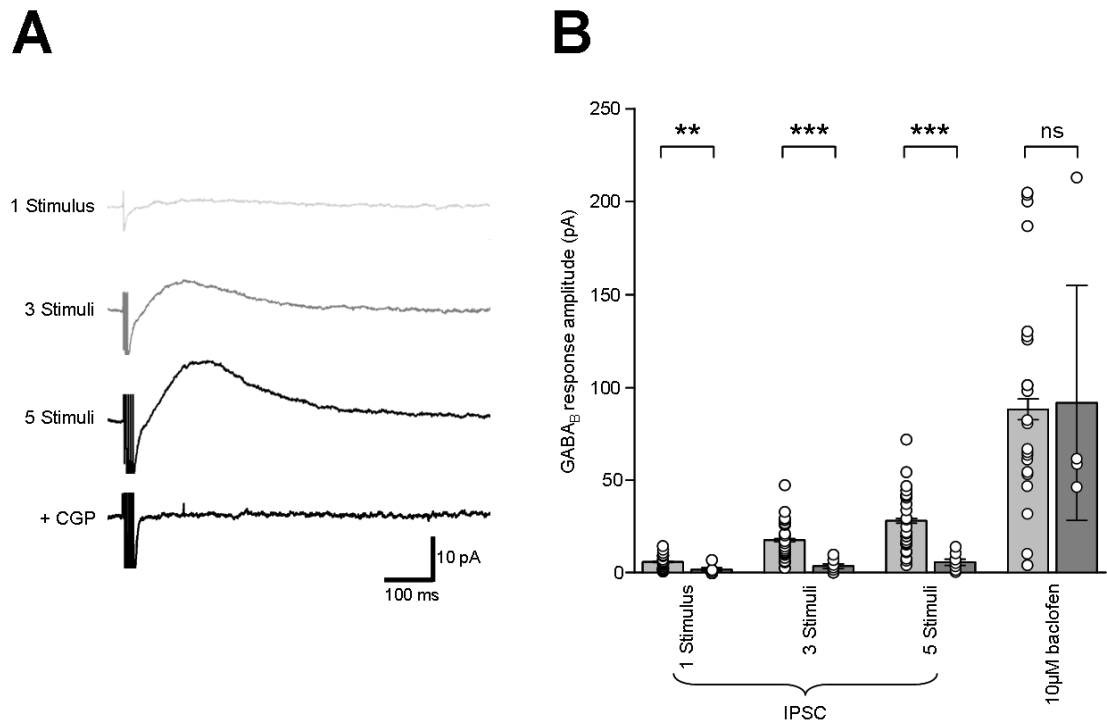 A
1 Stimulus
3 Stimuli
5 Stimuli
+ CGP
10 pA
100 ms
B
GABAB response amplitude (pA)
250
200
150
100
50
0
**
***
***
ns
1 Stimulus
3 Stimuli
5 Stimuli
10µM baclofen
IPSC